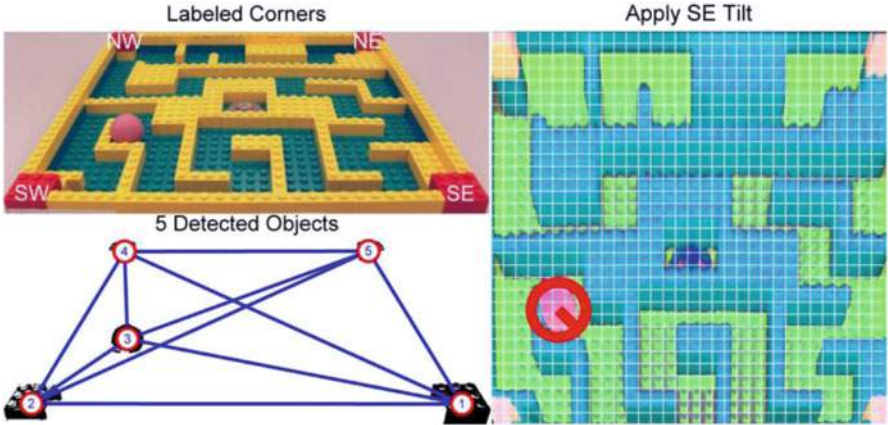 Labeled Corners
NW
NE
SW
SE
5 Detected Objects
4
5
3
2
1
Apply SE Tilt